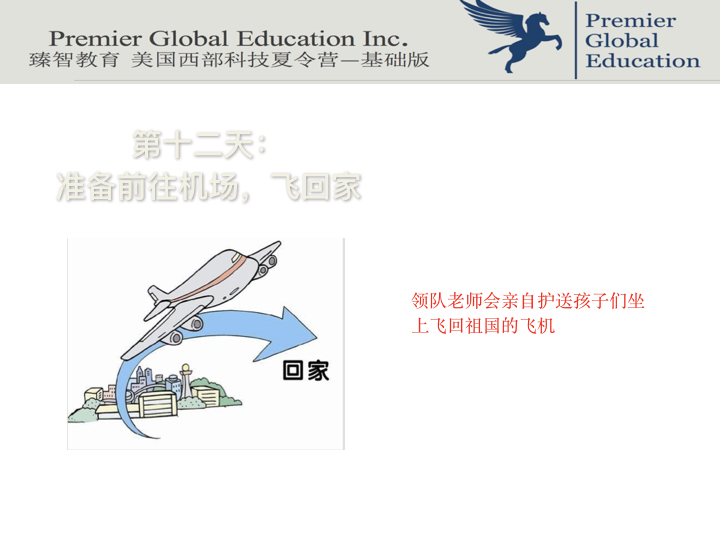 Premier Global Education Inc.
臻智教育 美国西部科技夏令营—基础版
Premier
Global
Education
第十二天：
准备前往机场，飞回家
领队老师会亲自护送孩子们坐
上飞回祖国的飞机
回家